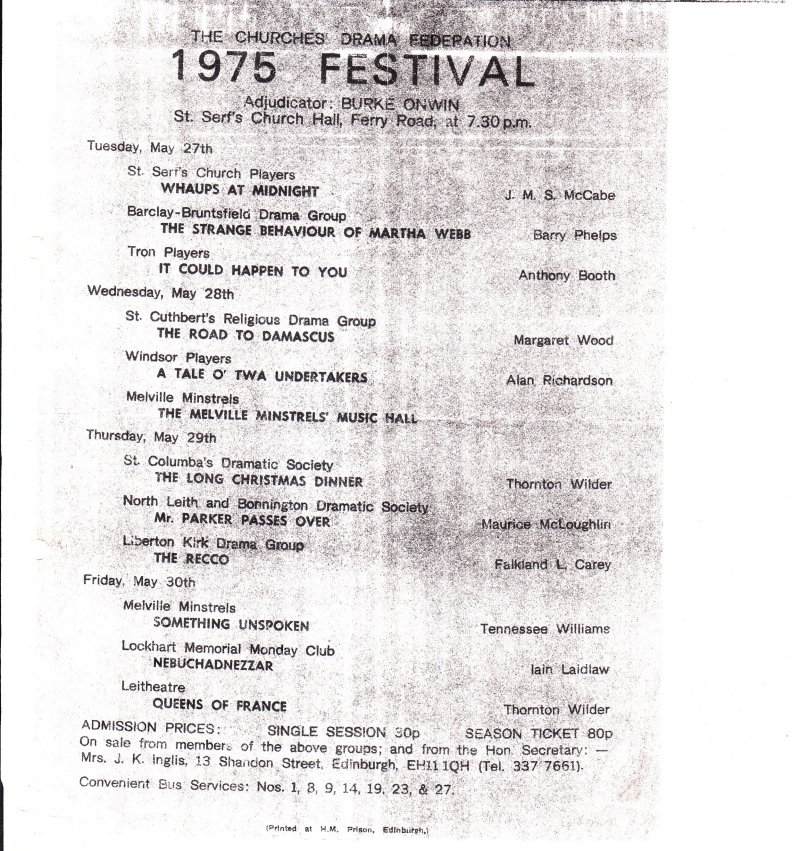 THE CHURCHES' DRAMA FEDERATION
1975 FESTIVAL
Adjudicator: BURKE ONWIN
St. Serf's Church Hall, Ferry Road, at 7.30 p.m.
Tuesday, May 27th
St. Serf's Church Players
WHAUPS AT MIDNIGHT J. M. S. McCabe
Barclay-Bruntsfield Drama Group
THE STRANGE BEHAVIOUR OF MARTHA WEBB Barry Phelps
Tron Players
IT COULD HAPPEN TO YOU Anthony Booth
Wednesday, May 28th
St. Cuthbert's Religious Drama Group
THE ROAD TO DAMASCUS Margaret Wood
Windsor Players
A TALE O' TWA UNDERTAKERS Alan Richardson
Melville Minstrels
THE MELVILLE MINSTRELS' MUSIC HALL
Thursday, May 29th
St. Columba's Dramatic Society
THE LONG CHRISTMAS DINNER Thornton Wilder
North Leith and Bonnington Dramatic Society
Mr. PARKER PASSES OVER Maurice McLoughlin
Liberton Kirk Drama Group
THE RECCO Falkland L. Carey
Friday, May 30th
Melville Minstrels
SOMETHING UNSPOKEN Tennessee Williams
Lockhart Memorial Monday Club
NEBUCHADNEZZAR Iain Laidlaw
Leitheatre
QUEENS OF FRANCE Thornton Wilder
ADMISSION PRICES: SINGLE SESSION 30p SEASON TICKET 80p
On sale from members of the above groups; and from the Hon. Secretary: —
Mrs. J. K. Inglis, 13 Shandon Street, Edinburgh, EH11 1QH (Tel. 337 7661).
Convenient Bus Services: Nos. 1, 8, 9, 14, 19, 23, & 27.
(Printed at H.M. Prison, Edinburgh.)